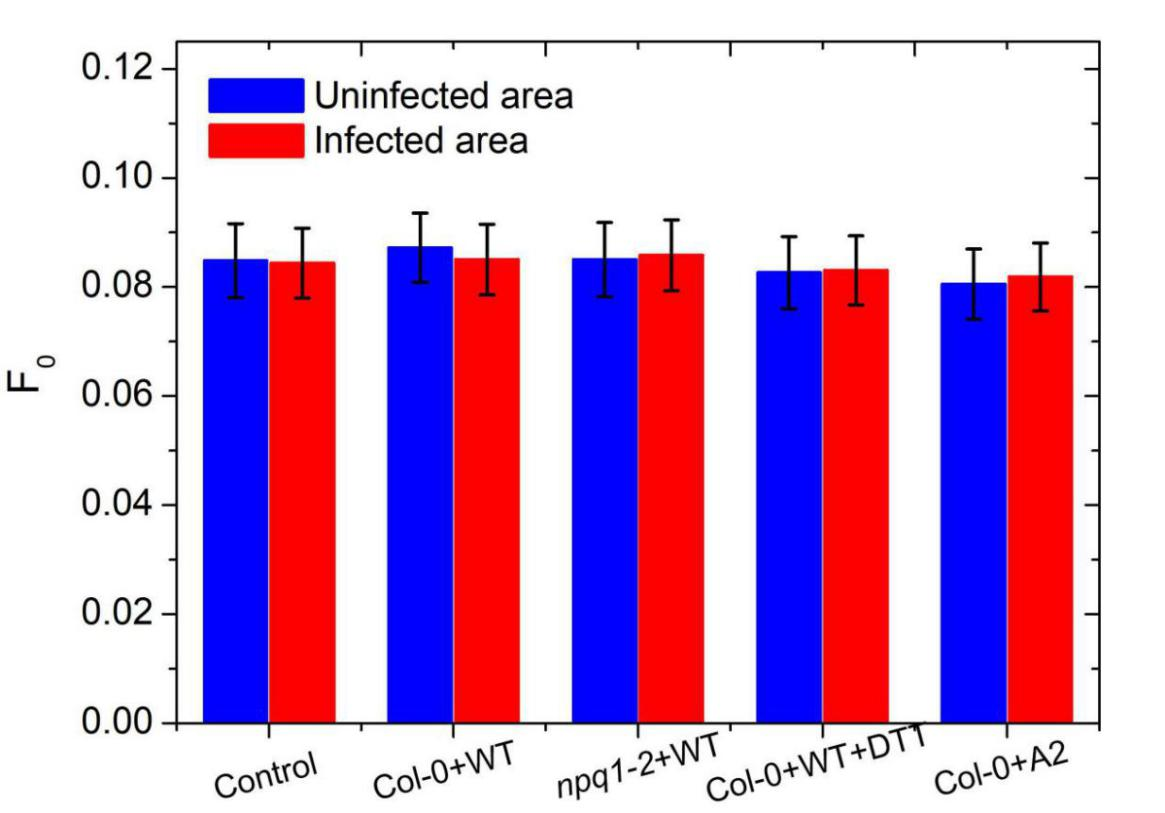 0.12
Uninfected area
Infected area
0.10
0.08
F0
0.06
0.04
0.02
0.00
Control
Col-0+WT
npq1-2+WT
Col-0+WT+DTT
Col-0+A2